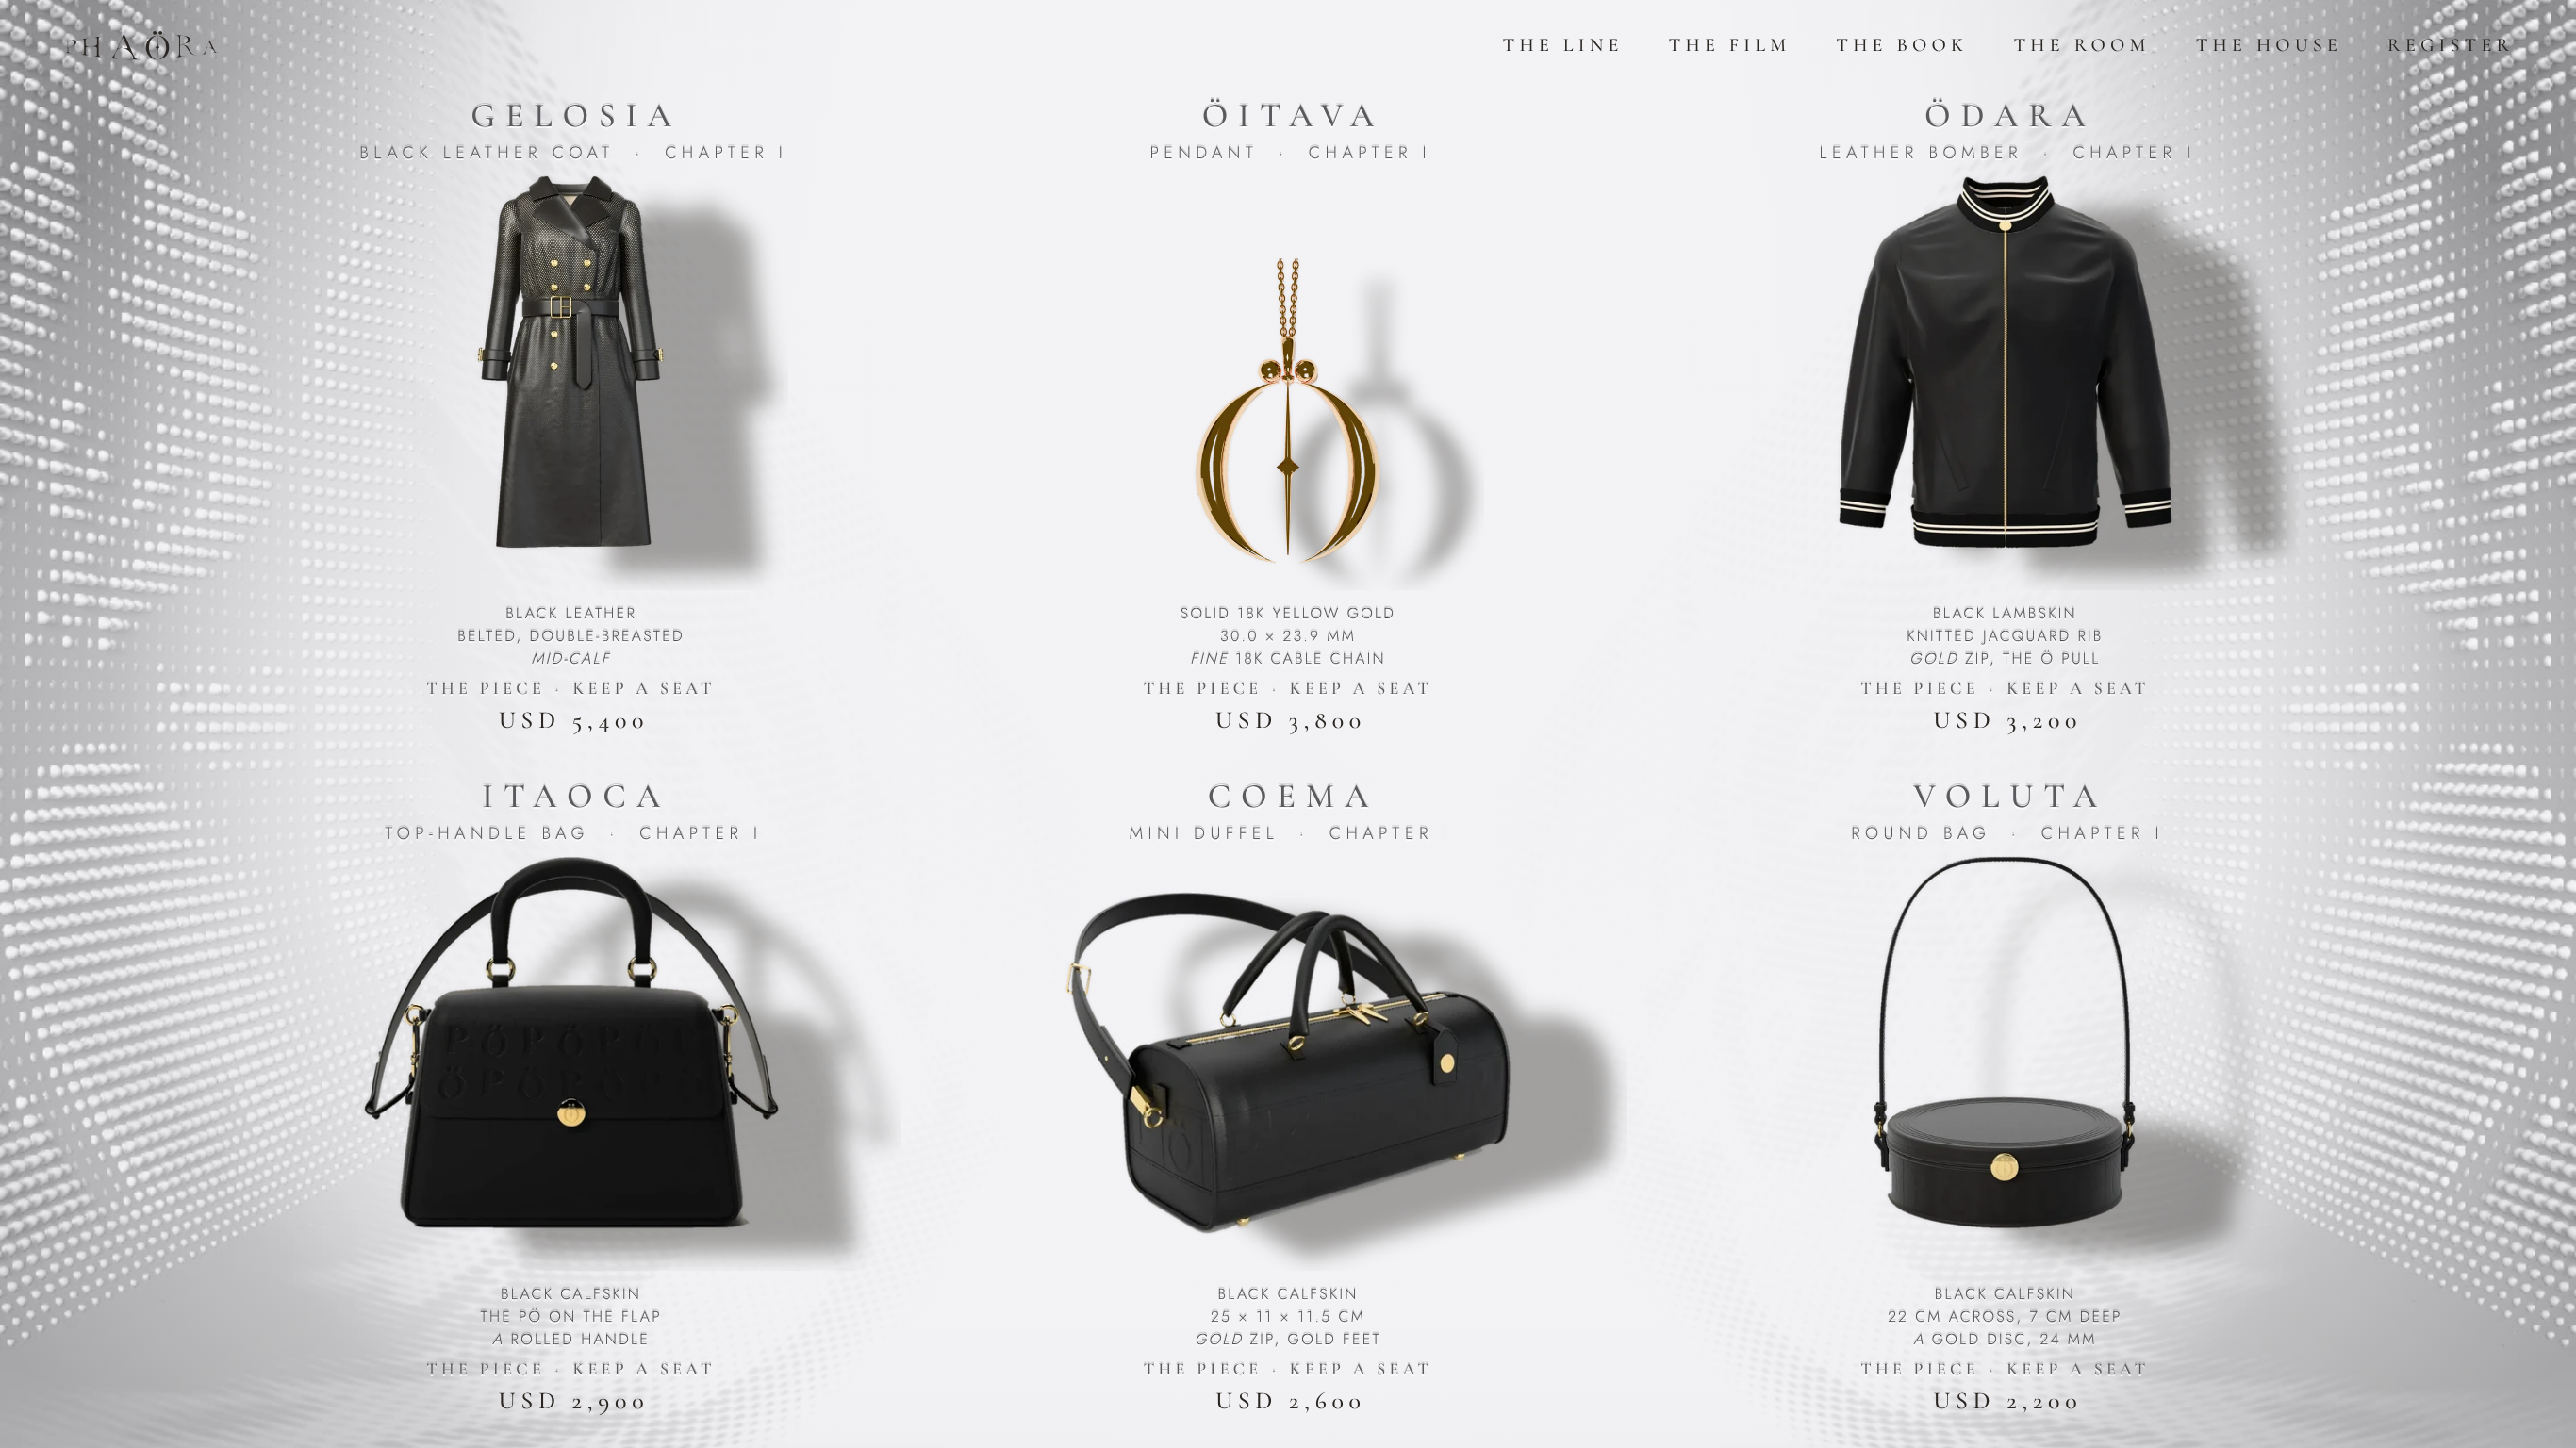 PHAÖRA
THE LINE THE FILM THE BOOK THE ROOM THE HOUSE REGISTER
GELOSIA
BLACK LEATHER COAT · CHAPTER I
BLACK LEATHER
BELTED, DOUBLE-BREASTED
MID-CALF
THE PIECE · KEEP A SEAT
USD 5,400
ÖITAVA
PENDANT · CHAPTER I
SOLID 18K YELLOW GOLD
30.0 × 23.9 MM
FINE 18K CABLE CHAIN
THE PIECE · KEEP A SEAT
USD 3,800
ÖDARA
LEATHER BOMBER · CHAPTER I
BLACK LAMBSKIN
KNITTED JACQUARD RIB
GOLD ZIP, THE Ö PULL
THE PIECE · KEEP A SEAT
USD 3,200
ITAOCA
TOP-HANDLE BAG · CHAPTER I
PÖPÖPÖP
ÖPÖPÖPÖ
BLACK CALFSKIN
THE PÖ ON THE FLAP
A ROLLED HANDLE
THE PIECE · KEEP A SEAT
USD 2,900
COEMA
MINI DUFFEL · CHAPTER I
BLACK CALFSKIN
25 × 11 × 11.5 CM
GOLD ZIP, GOLD FEET
THE PIECE · KEEP A SEAT
USD 2,600
VOLUTA
ROUND BAG · CHAPTER I
BLACK CALFSKIN
22 CM ACROSS, 7 CM DEEP
A GOLD DISC, 24 MM
THE PIECE · KEEP A SEAT
USD 2,200